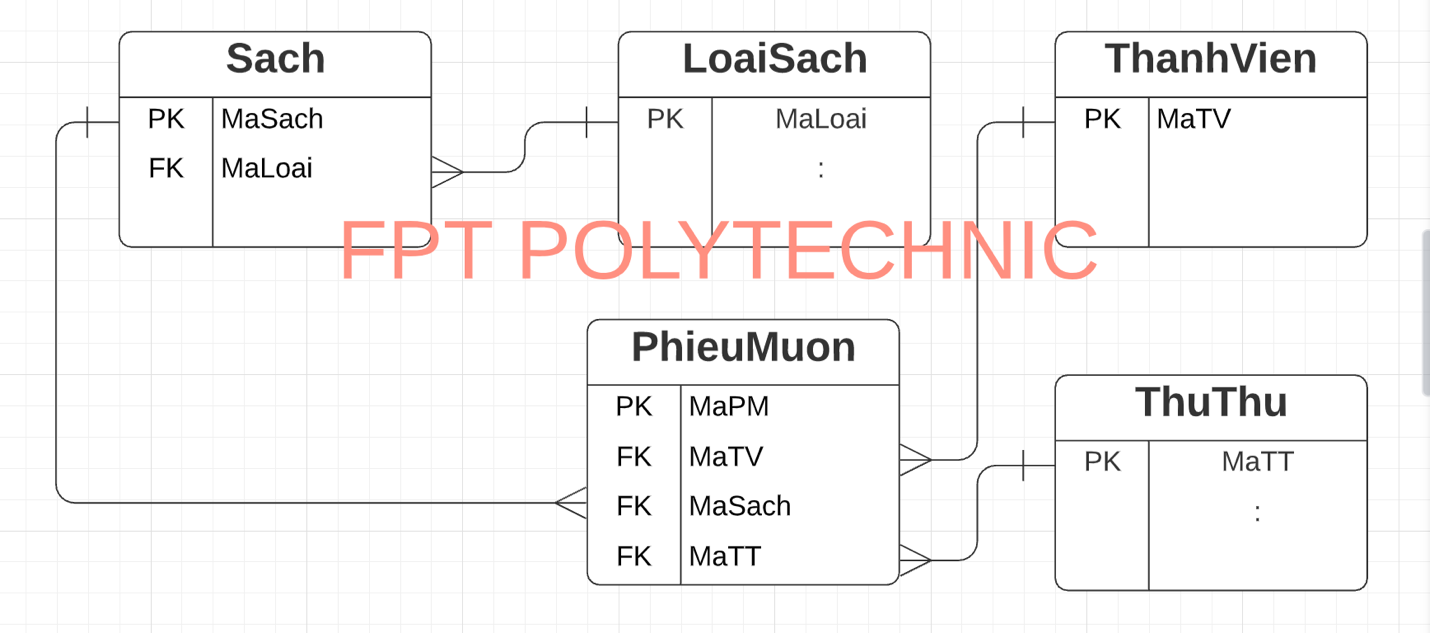 Sach
PK MaSach
FK MaLoai
LoaiSach
PK MaLoai
:
ThanhVien
PK MaTV
FPT POLYTECHNIC
PhieuMuon
PK MaPM
FK MaTV
FK MaSach
FK MaTT
ThuThu
PK MaTT
: